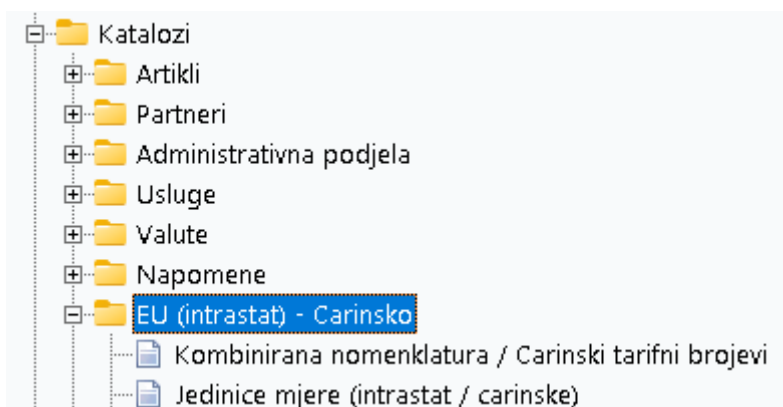 Katalozi
Artikli
Partneri
Administrativna podjela
Usluge
Valute
Napomene
EU (intrastat) - Carinsko
Kombinirana nomenklatura / Carinski tarifni brojevi
Jedinice mjere (intrastat / carinske)